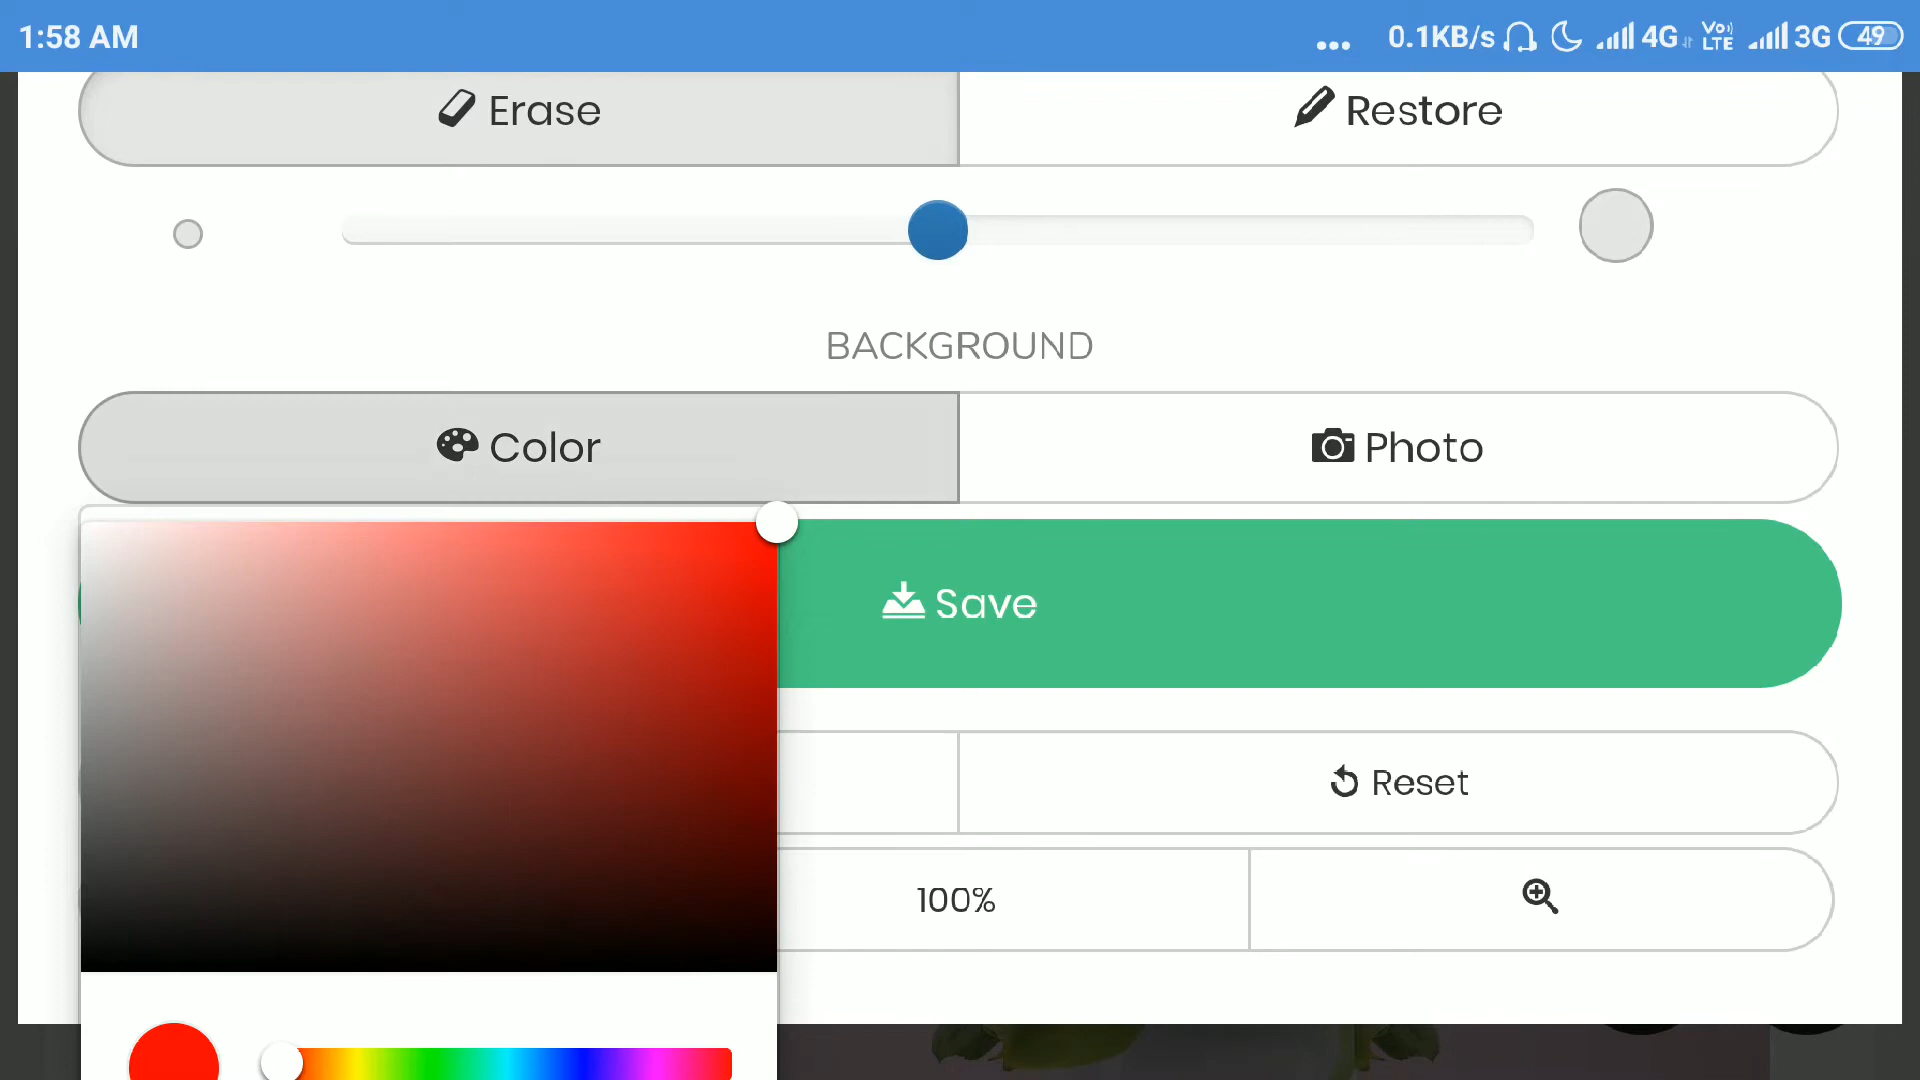 1:58 AM ... 0.1KB/s 4G Vo) LTE 3G 49
Erase Restore
BACKGROUND
Color Photo
Save
Reset
100%